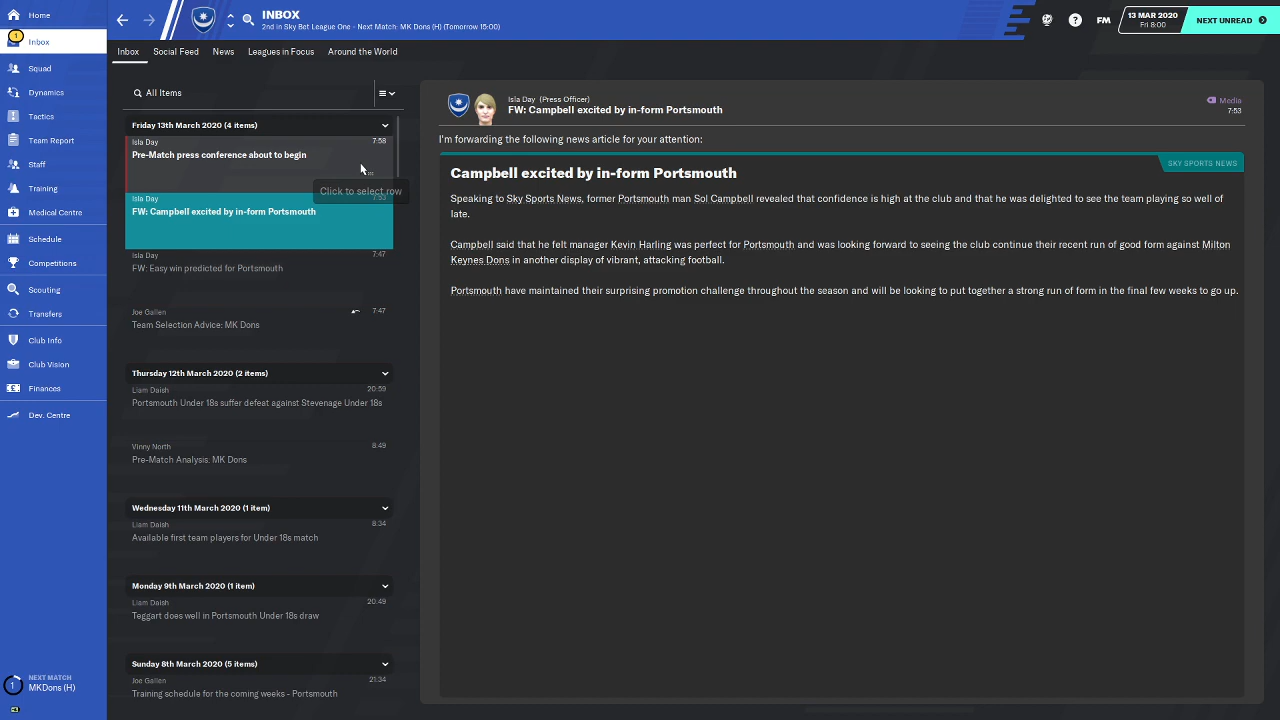 Home
INBOX
2nd in Sky Bet League One - Next Match: MK Dons (H) (Tomorrow 15:00)
FM
13 MAR 2020
Fri 8:00
NEXT UNREAD
1
Inbox
Squad
Dynamics
Tactics
Team Report
Staff
Training
Medical Centre
Schedule
Competitions
Scouting
Transfers
Club Info
Club Vision
Finances
Dev. Centre
1
NEXT MATCH
MKDons (H)
Inbox Social Feed News Leagues in Focus Around the World
All Items
Friday 13th March 2020 (4 items)
Isla Day 7:58
Pre-Match press conference about to begin
Click to select row
Isla Day 7:53
FW: Campbell excited by in-form Portsmouth
Isla Day 7:47
FW: Easy win predicted for Portsmouth
Joe Gallen 7:47
Team Selection Advice: MK Dons
Thursday 12th March 2020 (2 items)
Liam Daish 20:59
Portsmouth Under 18s suffer defeat against Stevenage Under 18s
Vinny North 8:49
Pre-Match Analysis: MK Dons
Wednesday 11th March 2020 (1 item)
Liam Daish 8:34
Available first team players for Under 18s match
Monday 9th March 2020 (1 item)
Liam Daish 20:49
Teggart does well in Portsmouth Under 18s draw
Sunday 8th March 2020 (5 items)
Joe Gallen 21:34
Training schedule for the coming weeks - Portsmouth
Isla Day (Press Officer) Media
FW: Campbell excited by in-form Portsmouth 7:53
I'm forwarding the following news article for your attention:
SKY SPORTS NEWS
Campbell excited by in-form Portsmouth
Speaking to Sky Sports News, former Portsmouth man Sol Campbell revealed that confidence is high at the club and that he was delighted to see the team playing so well of
late.
Campbell said that he felt manager Kevin Harling was perfect for Portsmouth and was looking forward to seeing the club continue their recent run of good form against Milton
Keynes Dons in another display of vibrant, attacking football.
Portsmouth have maintained their surprising promotion challenge throughout the season and will be looking to put together a strong run of form in the final few weeks to go up.